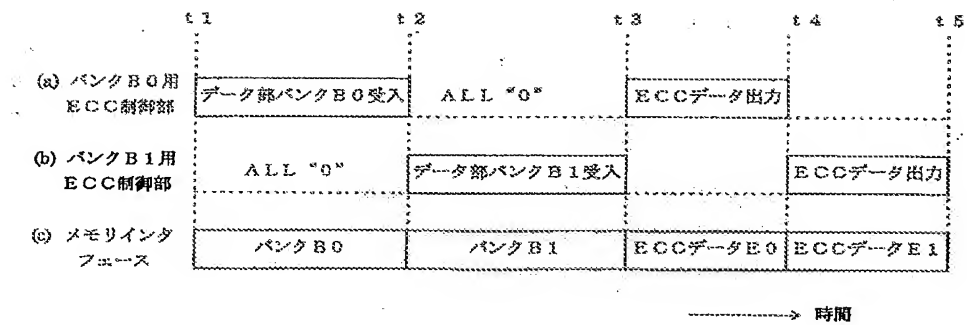 ｔ１ ｔ２ ｔ３ ｔ４ ｔ５
(a) バンクＢ０用
ＥＣＣ制御部
データ部バンクＢ０受入
ＡＬＬ “０”
ＥＣＣデータ出力
(b) バンクＢ１用
ＥＣＣ制御部
ＡＬＬ “０”
データ部バンクＢ１受入
ＥＣＣデータ出力
(c) メモリインタ
フェース
バンクＢ０
バンクＢ１
ＥＣＣデータＥ０
ＥＣＣデータＥ１
時間